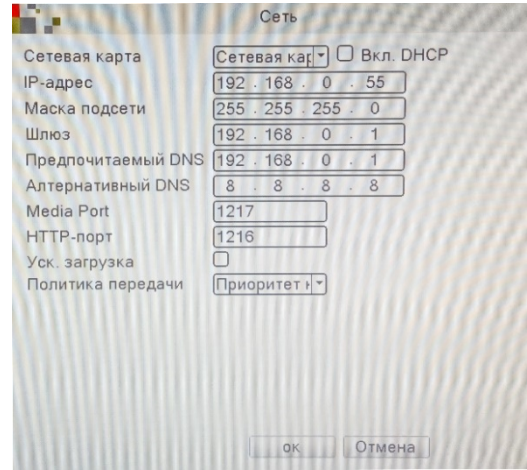 Сеть
Сетевая карта Сетевая кар Вкл. DHCP
IP-адрес 192 . 168 . 0 . 55
Маска подсети 255 . 255 . 255 . 0
Шлюз 192 . 168 . 0 . 1
Предпочитаемый DNS 192 . 168 . 0 . 1
Алтернативный DNS 8 . 8 . 8 . 8
Media Port 1217
HTTP-порт 1216
Уск. загрузка
Политика передачи Приоритет
ок Отмена